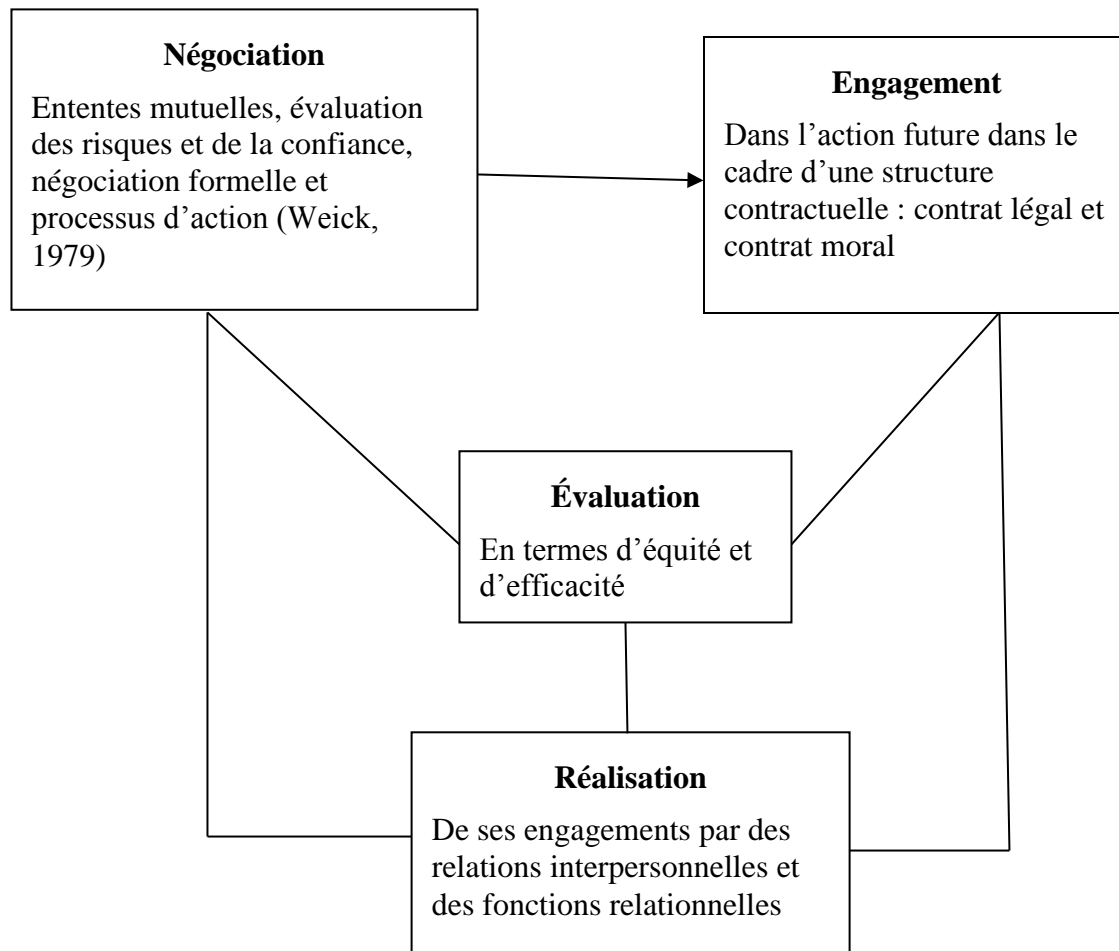 Négociation
Ententes mutuelles, évaluation
des risques et de la confiance,
négociation formelle et
processus d’action (Weick,
1979)
Engagement
Dans l’action future dans le
cadre d’une structure
contractuelle : contrat légal et
contrat moral
Évaluation
En termes d’équité et
d’efficacité
Réalisation
De ses engagements par des
relations interpersonnelles et
des fonctions relationnelles